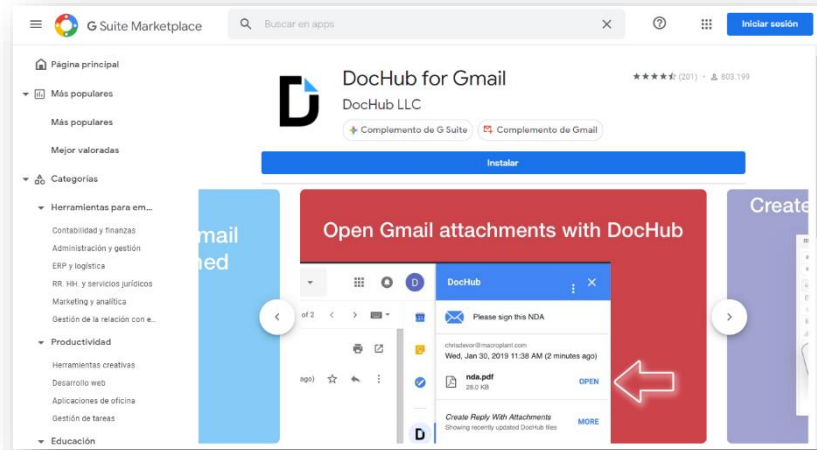 G Suite Marketplace
Buscar en apps
Iniciar sesión
Página principal
Más populares
Más populares
Mejor valoradas
Categorías
Herramientas para em...
Contabilidad y finanzas
Administración y gestión
ERP y logística
RR. HH. y servicios jurídicos
Marketing y analítica
Gestión de la relación con e...
Productividad
Herramientas creativas
Desarrollo web
Aplicaciones de oficina
Gestión de tareas
Educación
DocHub for Gmail
DocHub LLC
(201) - 803.199
Complemento de G Suite
Complemento de Gmail
Instalar
mail
ned
Open Gmail attachments with DocHub
of 2
D
ago)
DocHub
Please sign this NDA
chrisdevor@macroplant.com
Wed, Jan 30, 2019 11:38 AM (2 minutes ago)
nda.pdf
OPEN
28.0 KB
Create Reply With Attachments
MORE
Showing recently updated DocHub files
D
Create